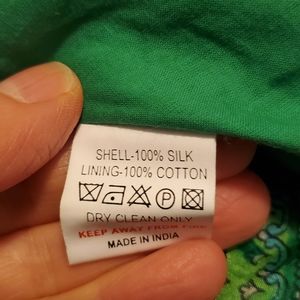 SHELL-100% SILK
LINING-100% COTTON
P
DRY CLEAN ONLY
KEEP AWAY FROM FIRE
MADE IN INDIA